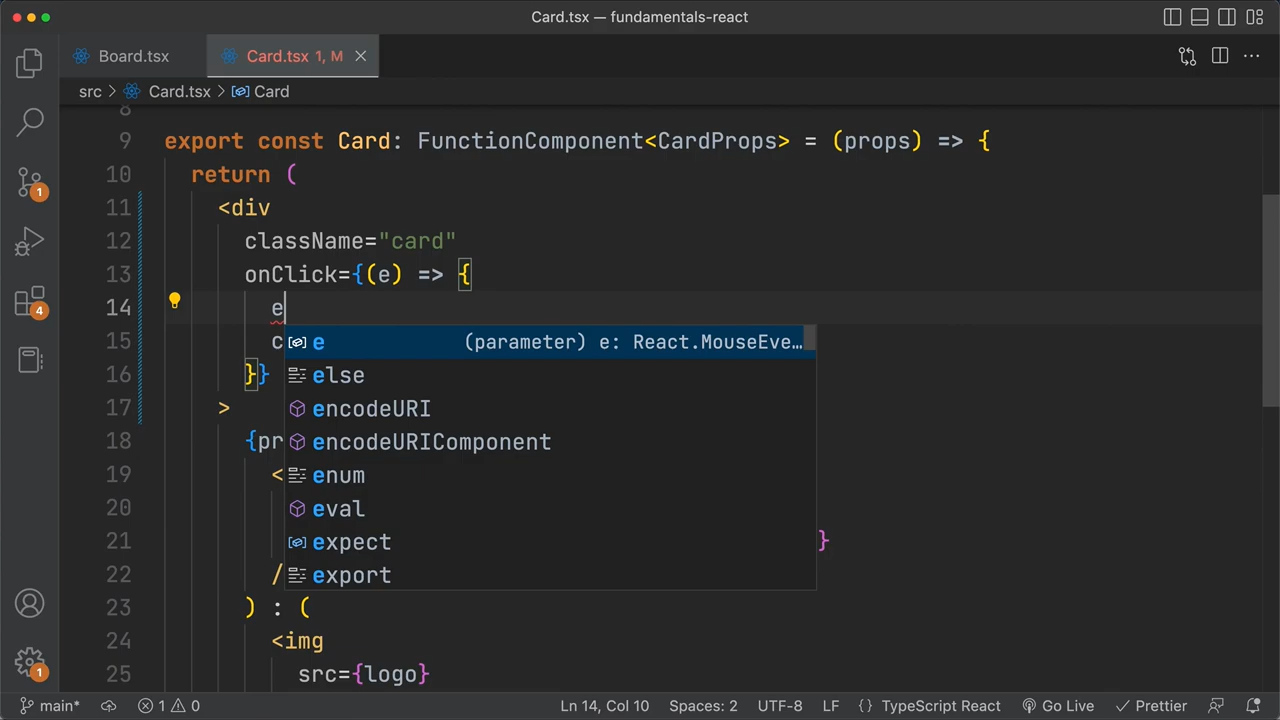 Card.tsx — fundamentals-react
Board.tsx
Card.tsx 1, M
src > Card.tsx > Card
8
9 export const Card: FunctionComponent<CardProps> = (props) => {
10 return (
11 <div
12 className="card"
13 onClick={(e) => {
14 e
15 c
e (parameter) e: React.MouseEve…
16 }}
else
17 >
encodeURI
18 {pr
encodeURIComponent
19 <
enum
20
eval
21 }
expect
22 /
export
23 ) : (
24 <img
25 src={logo}
1
4
1
main* 1 0 Ln 14, Col 10 Spaces: 2 UTF-8 LF {} TypeScript React Go Live Prettier